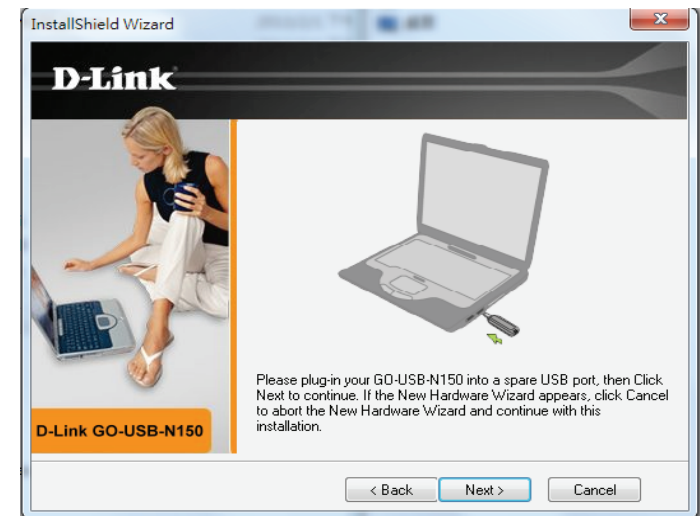 InstallShield Wizard
D-Link
Please plug-in your GO-USB-N150 into a spare USB port, then Click
Next to continue. If the New Hardware Wizard appears, click Cancel
to abort the New Hardware Wizard and continue with this
installation.
D-Link GO-USB-N150
< Back
Next >
Cancel